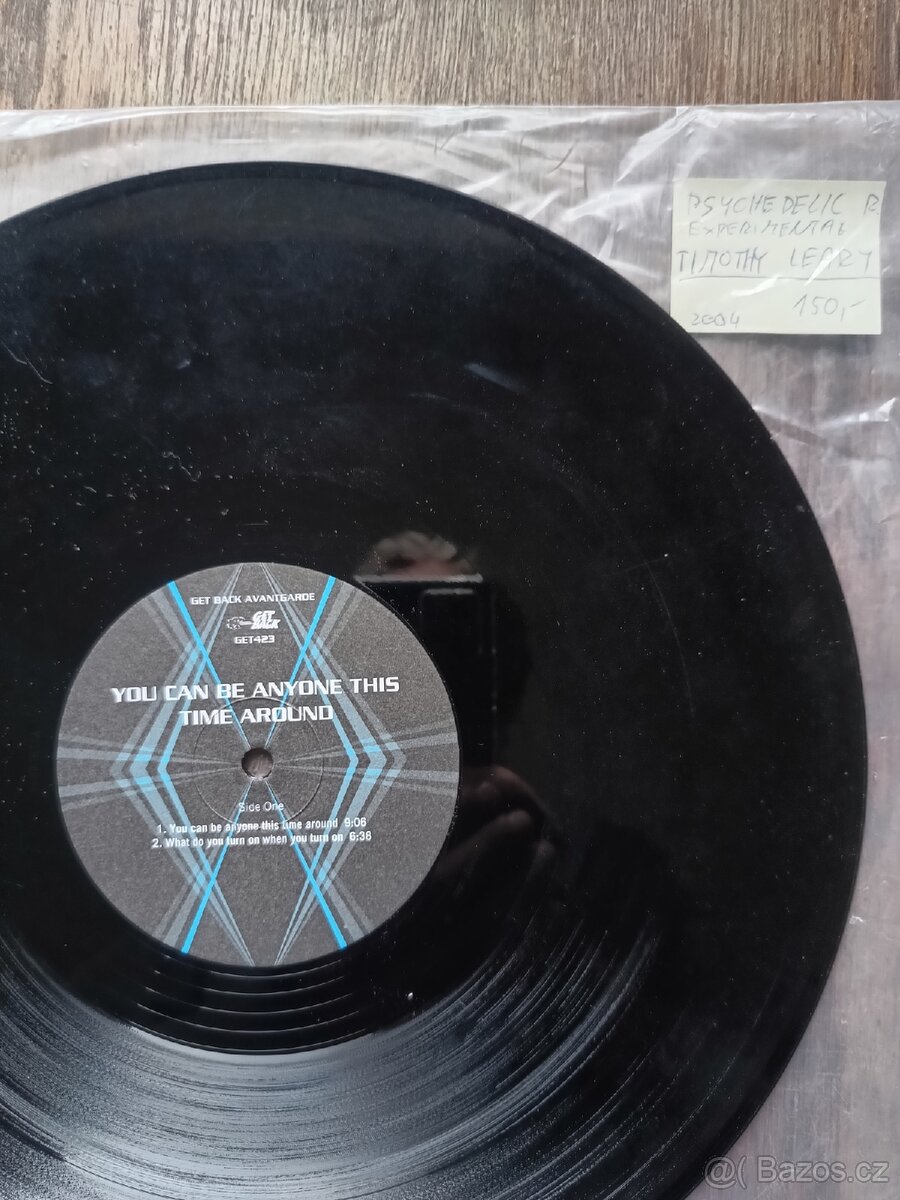 PSYCHEDELIC R.
EXPERIMENTAL
TIMOTHY LEARY
2004 150,-
GET BACK AVANTGARDE
GET BACK
GET423
YOU CAN BE ANYONE THIS
TIME AROUND
Side One
1. You can be anyone this time around 9:06
2. What do you turn on when you turn on 6:36
@( Bazos.cz